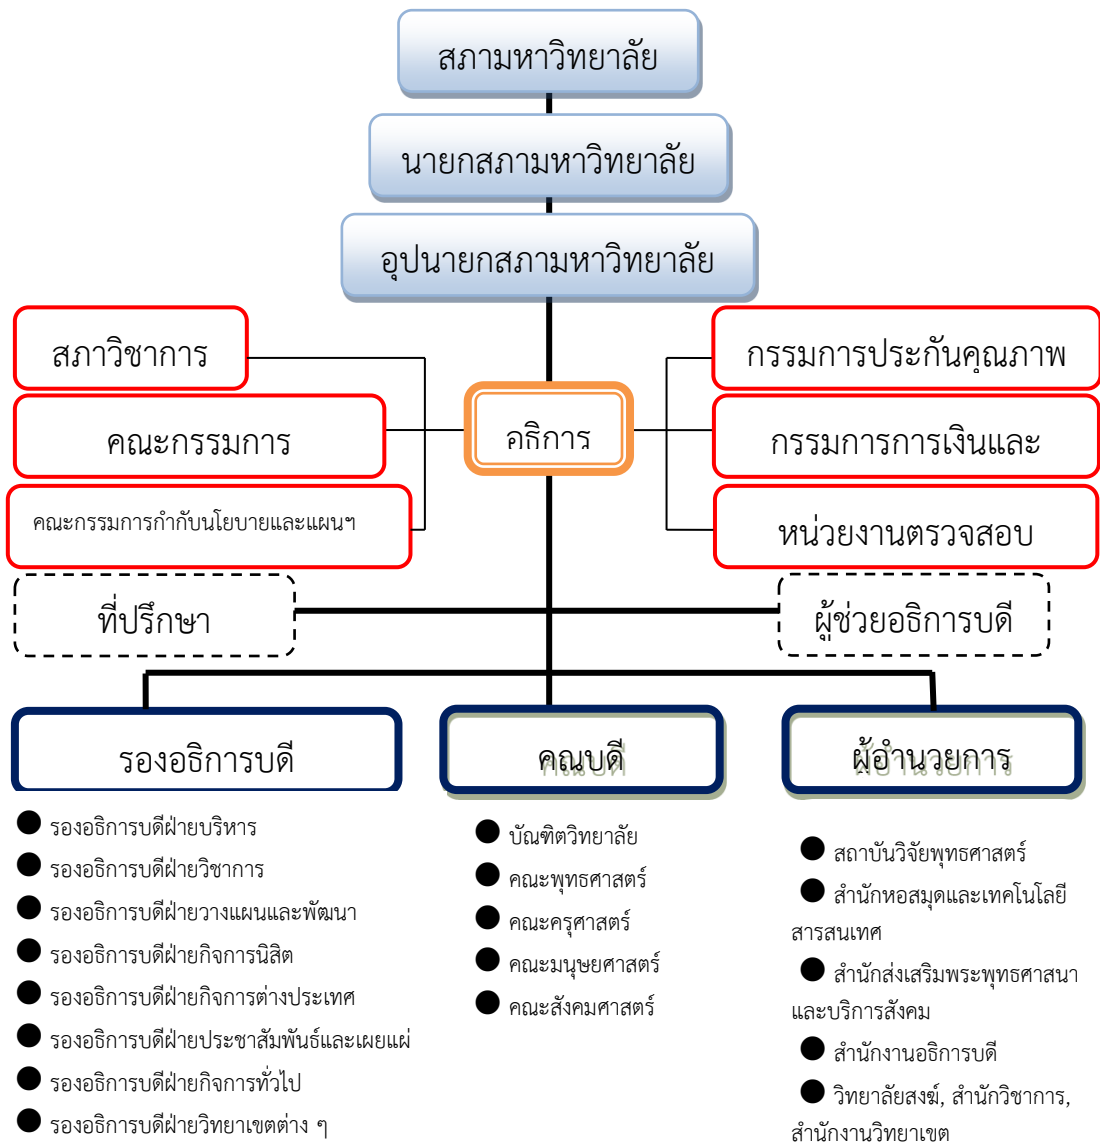 สภามหาวิทยาลัย
นายกสภามหาวิทยาลัย
อุปนายกสภามหาวิทยาลัย
สภาวิชาการ
คณะกรรมการ
คณะกรรมการกำกับนโยบายและแผนฯ
อธิการ
กรรมการประกันคุณภาพ
กรรมการการเงินและ
หน่วยงานตรวจสอบ
ที่ปรึกษา
ผู้ช่วยอธิการบดี
รองอธิการบดี
● รองอธิการบดีฝ่ายบริหาร
● รองอธิการบดีฝ่ายวิชาการ
● รองอธิการบดีฝ่ายวางแผนและพัฒนา
● รองอธิการบดีฝ่ายกิจการนิสิต
● รองอธิการบดีฝ่ายกิจการต่างประเทศ
● รองอธิการบดีฝ่ายประชาสัมพันธ์และเผยแผ่
● รองอธิการบดีฝ่ายกิจการทั่วไป
● รองอธิการบดีฝ่ายวิทยาเขตต่าง ๆ
คณบดี
● บัณฑิตวิทยาลัย
● คณะพุทธศาสตร์
● คณะครุศาสตร์
● คณะมนุษยศาสตร์
● คณะสังคมศาสตร์
ผู้อำนวยการ
● สถาบันวิจัยพุทธศาสตร์
● สำนักหอสมุดและเทคโนโลยี
สารสนเทศ
● สำนักส่งเสริมพระพุทธศาสนา
และบริการสังคม
● สำนักงานอธิการบดี
● วิทยาลัยสงฆ์, สำนักวิชาการ,
สำนักงานวิทยาเขต